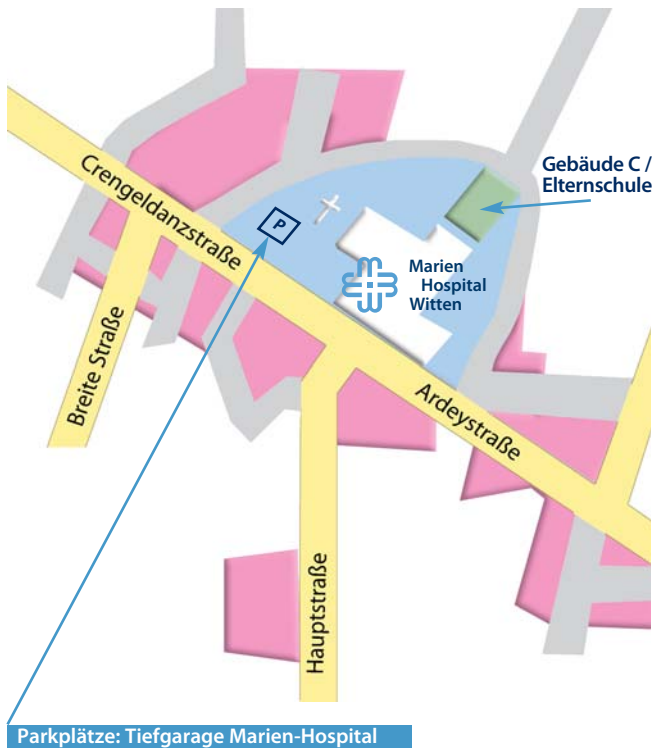 Gebäude C /
Elternschule
Crengeldanzstraße
P
Marien
Hospital
Witten
Breite Straße
Ardeystraße
Hauptstraße
Parkplätze: Tiefgarage Marien-Hospital